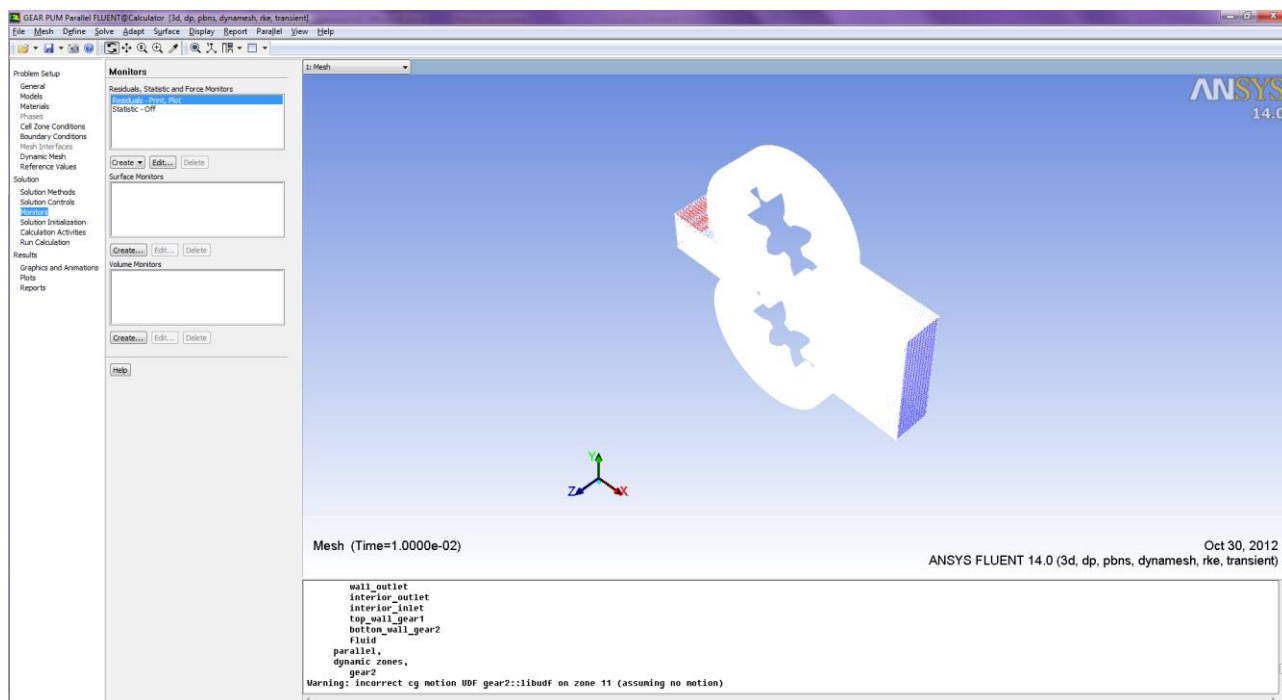 GEAR PUM Parallel FLUENT@Calculator [3d, dp, pbns, dynamesh, rke, transient]
File Mesh Define Solve Adapt Surface Display Report Parallel View Help
Problem Setup
General
Models
Materials
Phases
Cell Zone Conditions
Boundary Conditions
Mesh Interfaces
Dynamic Mesh
Reference Values
Solution
Solution Methods
Solution Controls
Monitors
Solution Initialization
Calculation Activities
Run Calculation
Results
Graphics and Animations
Plots
Reports
Monitors
Residuals, Statistic and Force Monitors
Residuals - Print, Plot
Statistic - Off
Create Edit... Delete
Surface Monitors
Create... Edit... Delete
Volume Monitors
Create... Edit... Delete
Help
1: Mesh
ANSYS
14.0
Y
Z X
Mesh (Time=1.0000e-02)
Oct 30, 2012
ANSYS FLUENT 14.0 (3d, dp, pbns, dynamesh, rke, transient)
wall_outlet
interior_outlet
interior_inlet
top_wall_gear1
bottom_wall_gear2
fluid
parallel,
dynamic zones,
gear2
Warning: incorrect cg motion UDF gear2::libudf on zone 11 (assuming no motion)